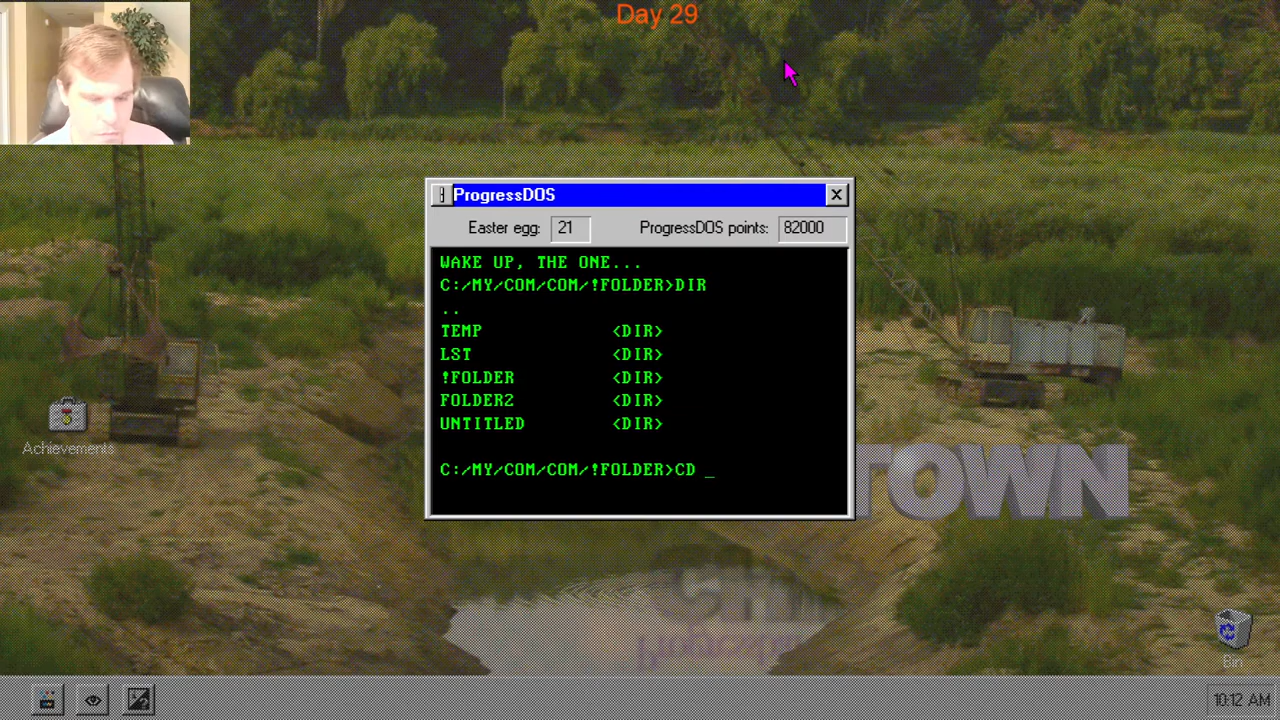 Day 29
ProgressDOS
Easter egg: 21 ProgressDOS points: 82000
WAKE UP, THE ONE...
C:/MY/COM/COM/!FOLDER>DIR
..
TEMP <DIR>
LST <DIR>
!FOLDER <DIR>
FOLDER2 <DIR>
UNTITLED <DIR>
C:/MY/COM/COM/!FOLDER>CD _
Achievements
TOWN
Bin
10:12 AM